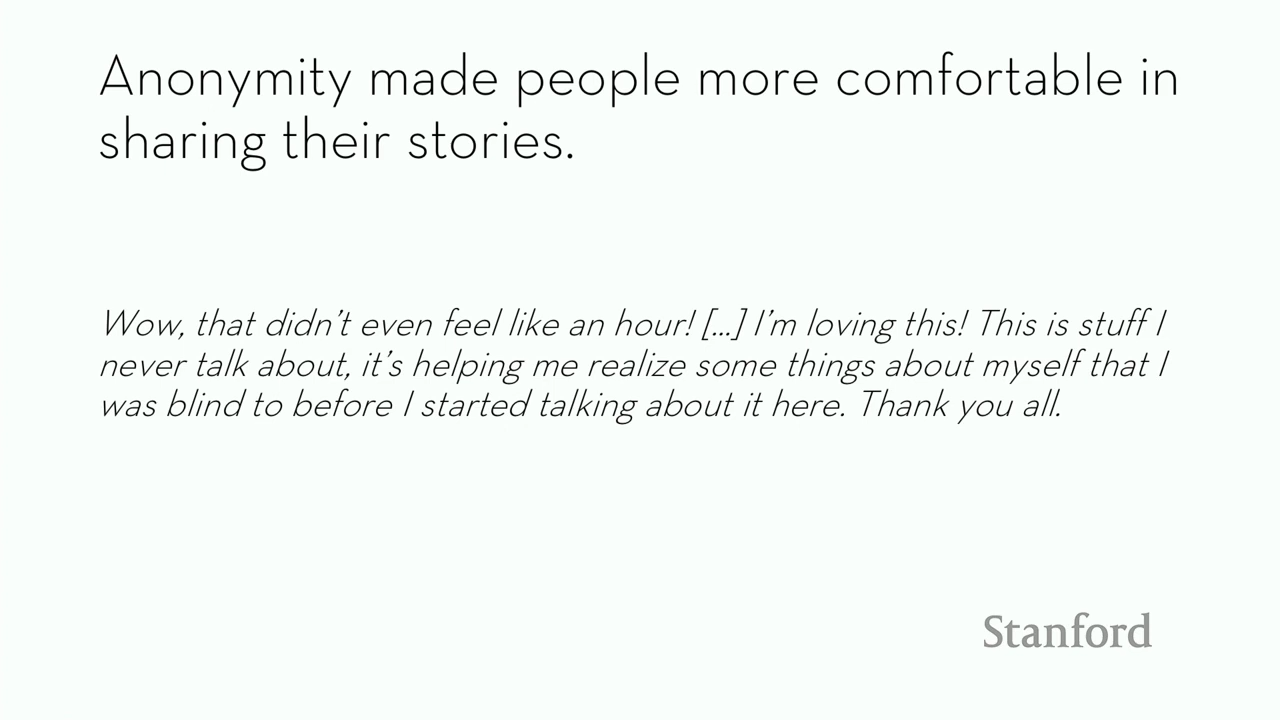 Anonymity made people more comfortable in
sharing their stories.
Wow, that didn't even feel like an hour! [...] I'm loving this! This is stuff I
never talk about, it's helping me realize some things about myself that I
was blind to before I started talking about it here. Thank you all.
Stanford